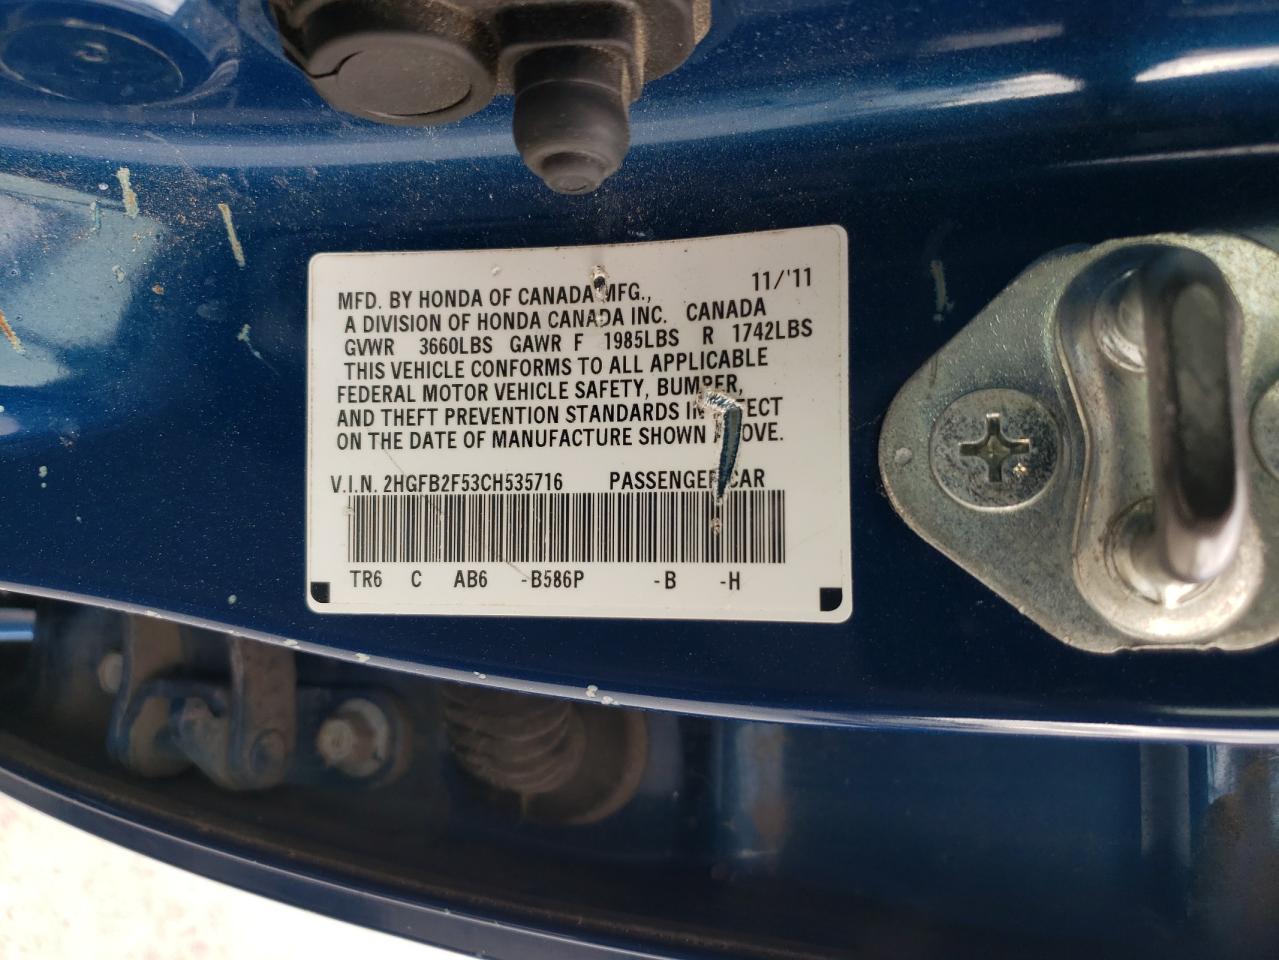 11/'11
MFD. BY HONDA OF CANADA MFG.,
A DIVISION OF HONDA CANADA INC. CANADA
GVWR 3660LBS GAWR F 1985LBS R 1742LBS
THIS VEHICLE CONFORMS TO ALL APPLICABLE
FEDERAL MOTOR VEHICLE SAFETY, BUMPER,
AND THEFT PREVENTION STANDARDS IN EFFECT
ON THE DATE OF MANUFACTURE SHOWN ABOVE.
V.I.N. 2HGFB2F53CH535716 PASSENGER CAR
TR6 C AB6 -B586P -B -H